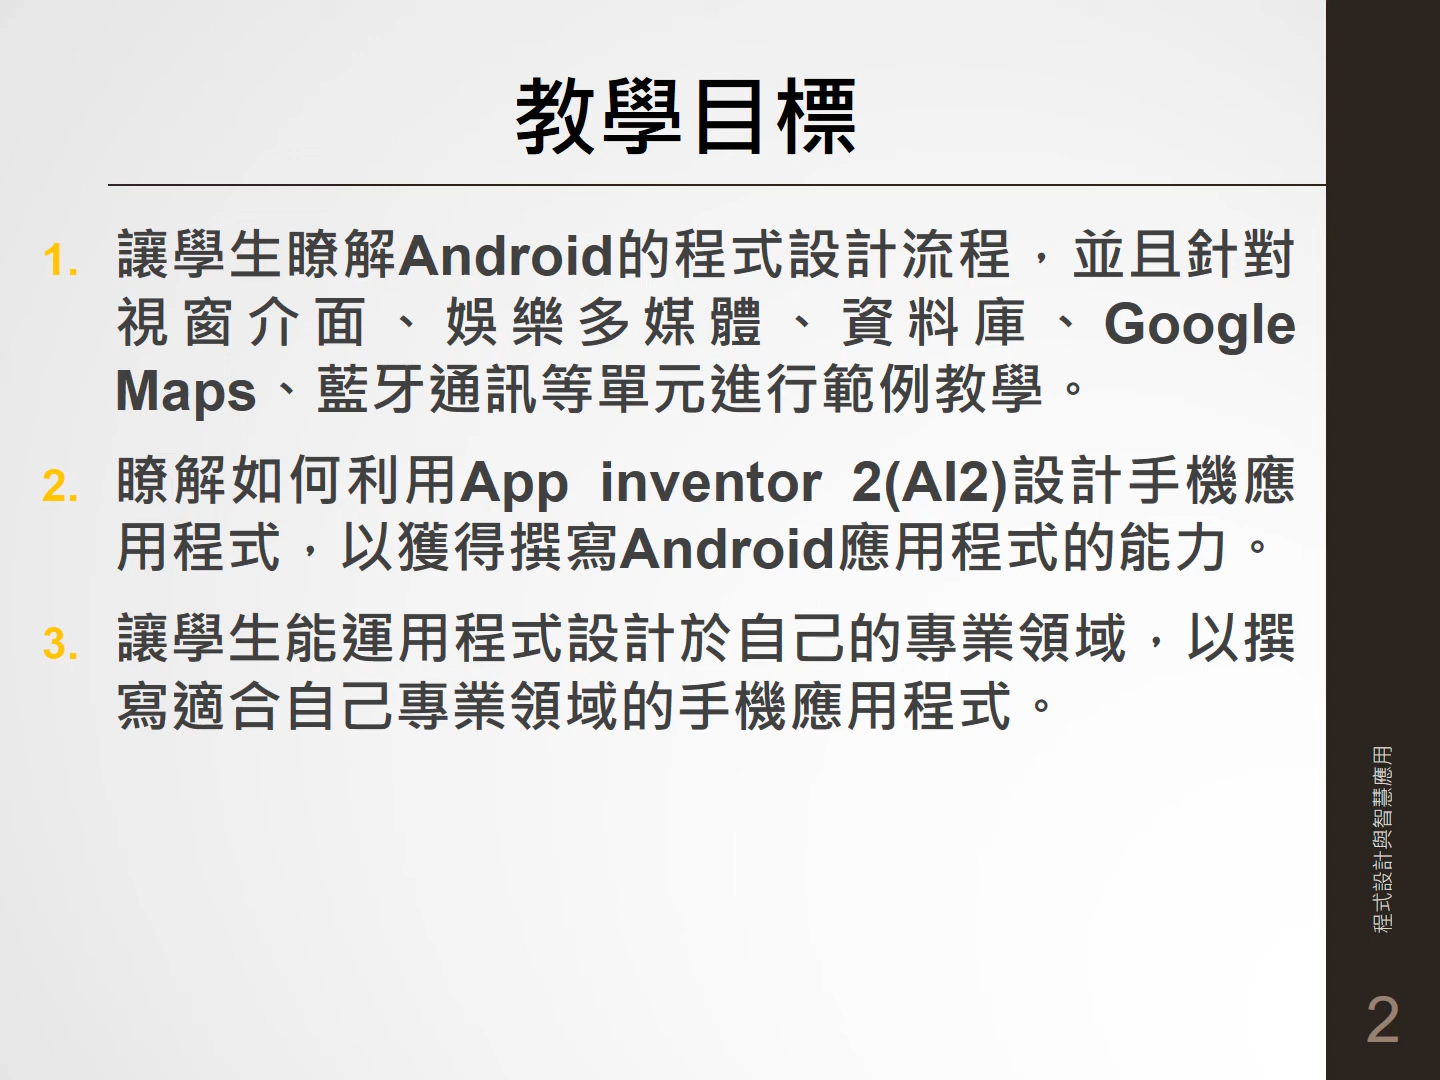 教學目標
1. 讓學生瞭解Android的程式設計流程，並且針對
視窗介面、娛樂多媒體、資料庫、Google
Maps、藍牙通訊等單元進行範例教學。
2. 瞭解如何利用App inventor 2(AI2)設計手機應
用程式，以獲得撰寫Android應用程式的能力。
3. 讓學生能運用程式設計於自己的專業領域，以撰
寫適合自己專業領域的手機應用程式。
程式設計與智慧應用
2